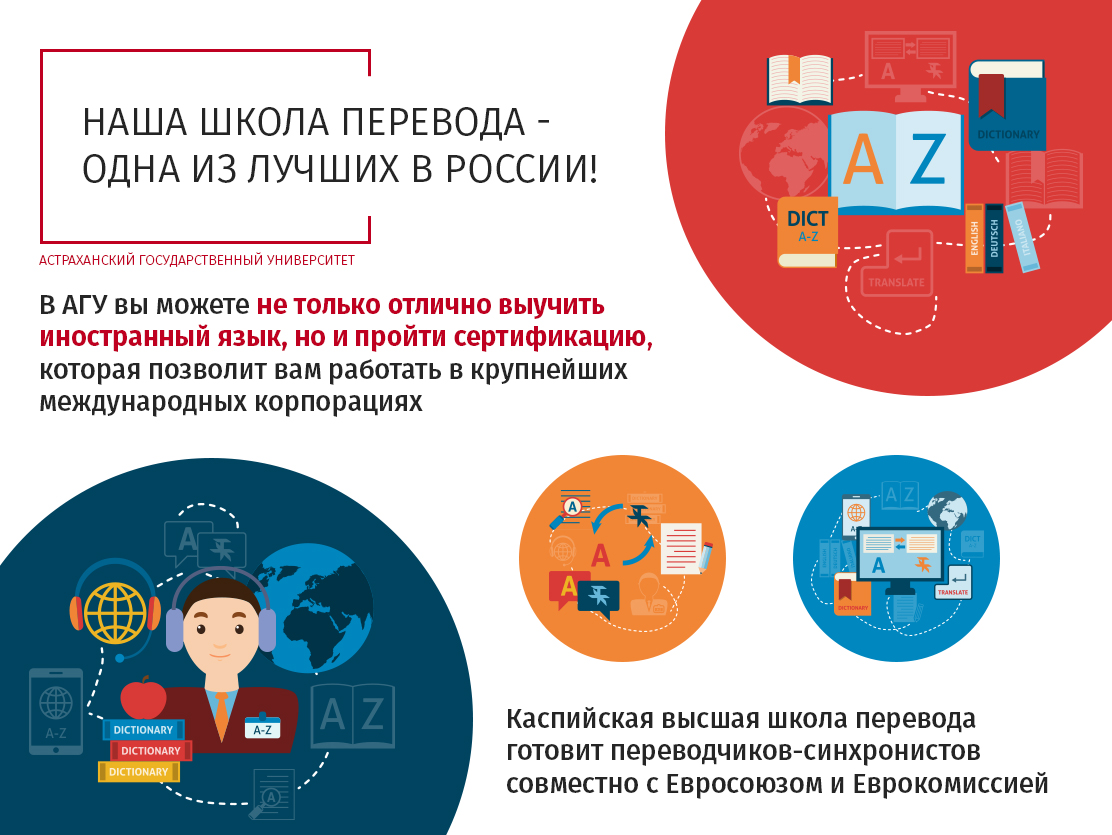 НАША ШКОЛА ПЕРЕВОДА -
ОДНА ИЗ ЛУЧШИХ В РОССИИ!
АСТРАХАНСКИЙ ГОСУДАРСТВЕННЫЙ УНИВЕРСИТЕТ
В АГУ вы можете не только отлично выучить
иностранный язык, но и пройти сертификацию,
которая позволит вам работать в крупнейших
международных корпорациях
A
DICTIONARY
A Z
DICT
A-Z
ENGLISH
DEUTSCH
ITALIANO
TRANSLATE
A
A-Z
A Z
A-Z
DICTIONARY
DICTIONARY
DICTIONARY
A
A
A
A
A Z
A
DICT
TRANSLATE
DICTIONARY
Каспийская высшая школа перевода
готовит переводчиков-синхронистов
совместно с Евросоюзом и Еврокомиссией